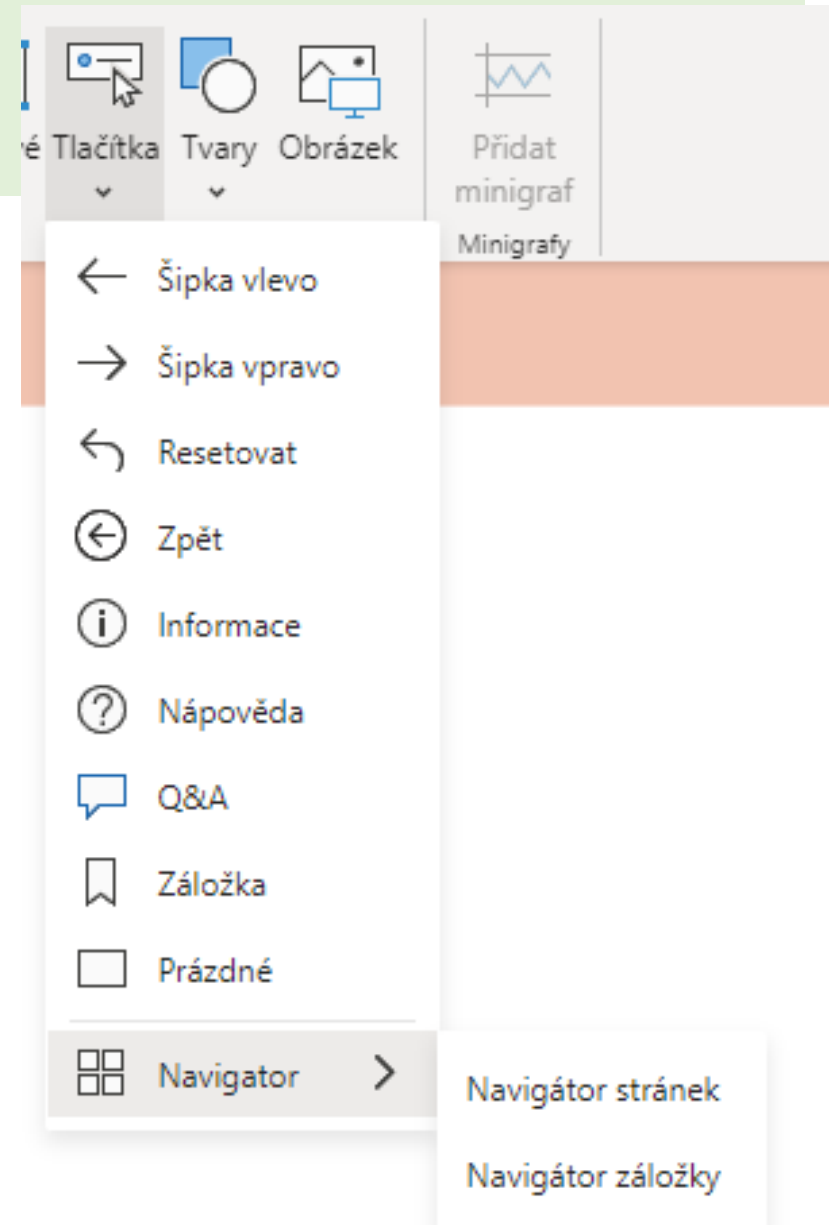 é Tlačítka Tvary Obrázek Přidat
minigraf
Minigrafy
Šipka vlevo
Šipka vpravo
Resetovat
Zpět
Informace
Nápověda
Q&A
Záložka
Prázdné
Navigator
Navigátor stránek
Navigátor záložky